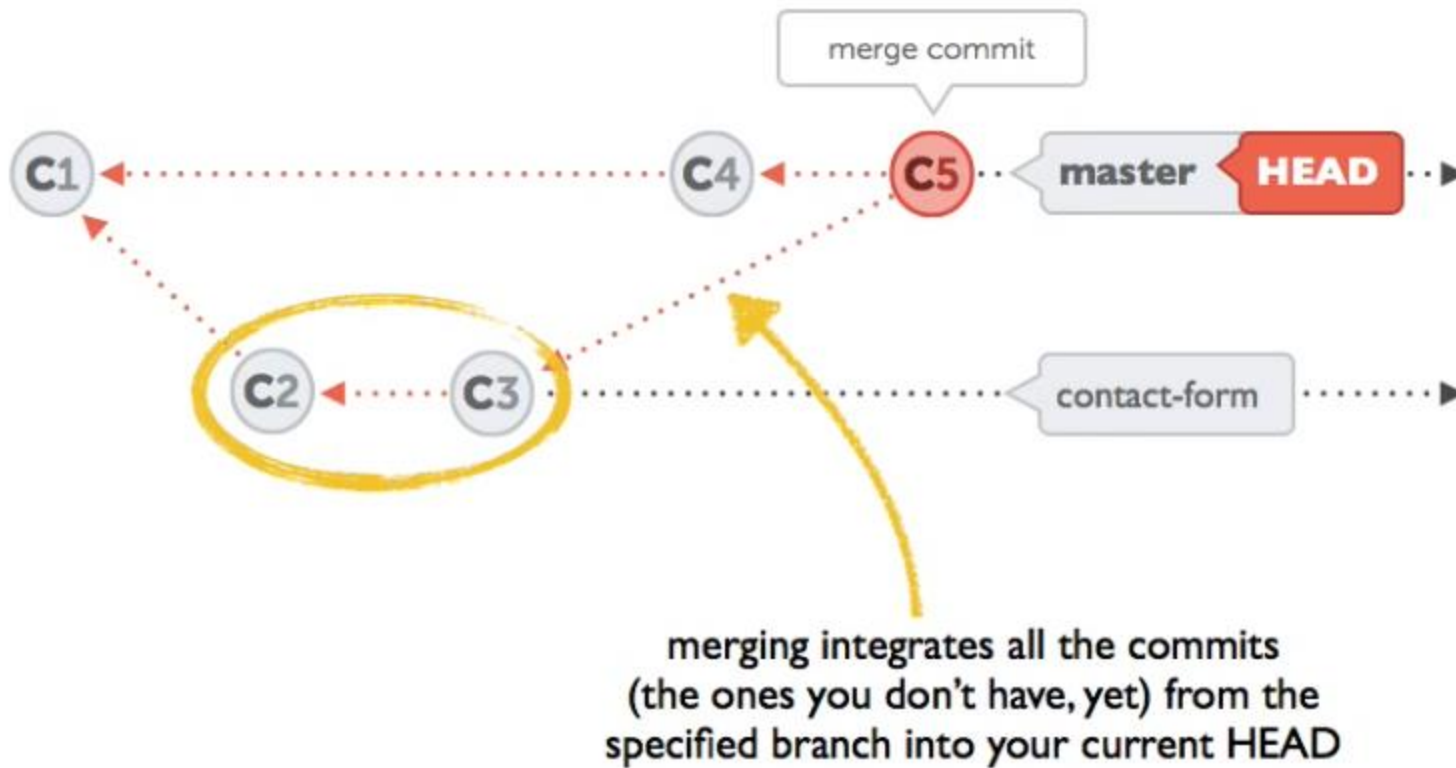 merge commit
C1
C4
C5
master
HEAD
C2
C3
contact-form
merging integrates all the commits
(the ones you don't have, yet) from the
specified branch into your current HEAD